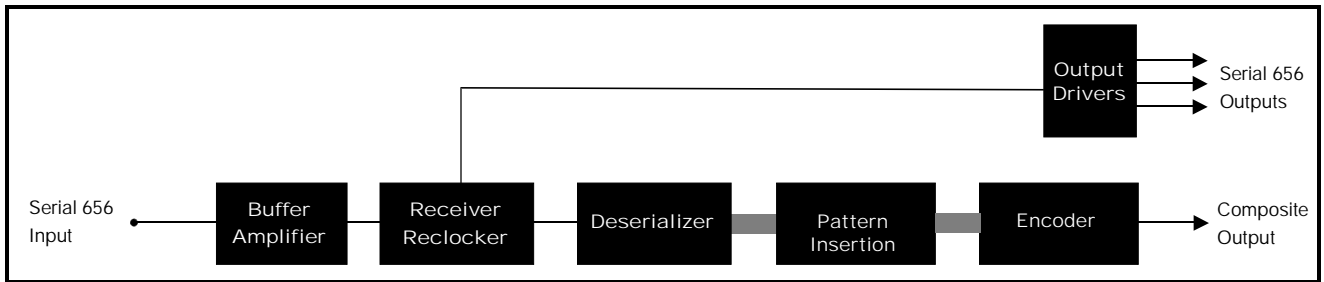 Output
Drivers
Serial 656
Outputs
Serial 656
Input
Buffer
Amplifier
Receiver
Reclocker
Deserializer
Pattern
Insertion
Encoder
Composite
Output